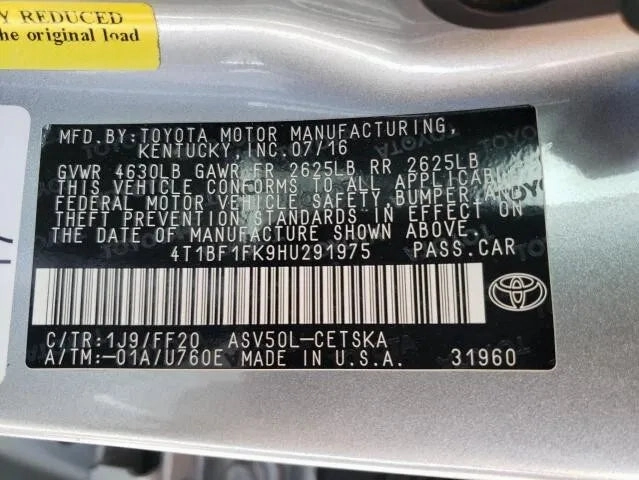 Y REDUCED
he original load
MFD.BY:TOYOTA MOTOR MANUFACTURING,
KENTUCKY, INC.07/16
GVWR 4630LB GAWR FR 2625LB RR 2625LB
THIS VEHICLE CONFORMS TO ALL APPLICABLE
FEDERAL MOTOR VEHICLE SAFETY,BUMPER,AND
THEFT PREVENTION STANDARDS IN EFFECT ON
THE DATE OF MANUFACTURE SHOWN ABOVE.
4T1BF1FK9HU291975 PASS.CAR
C/TR:1J9/FF20 ASV50L-CETSKA
A/TM:-01A/U760E MADE IN U.S.A. 31960